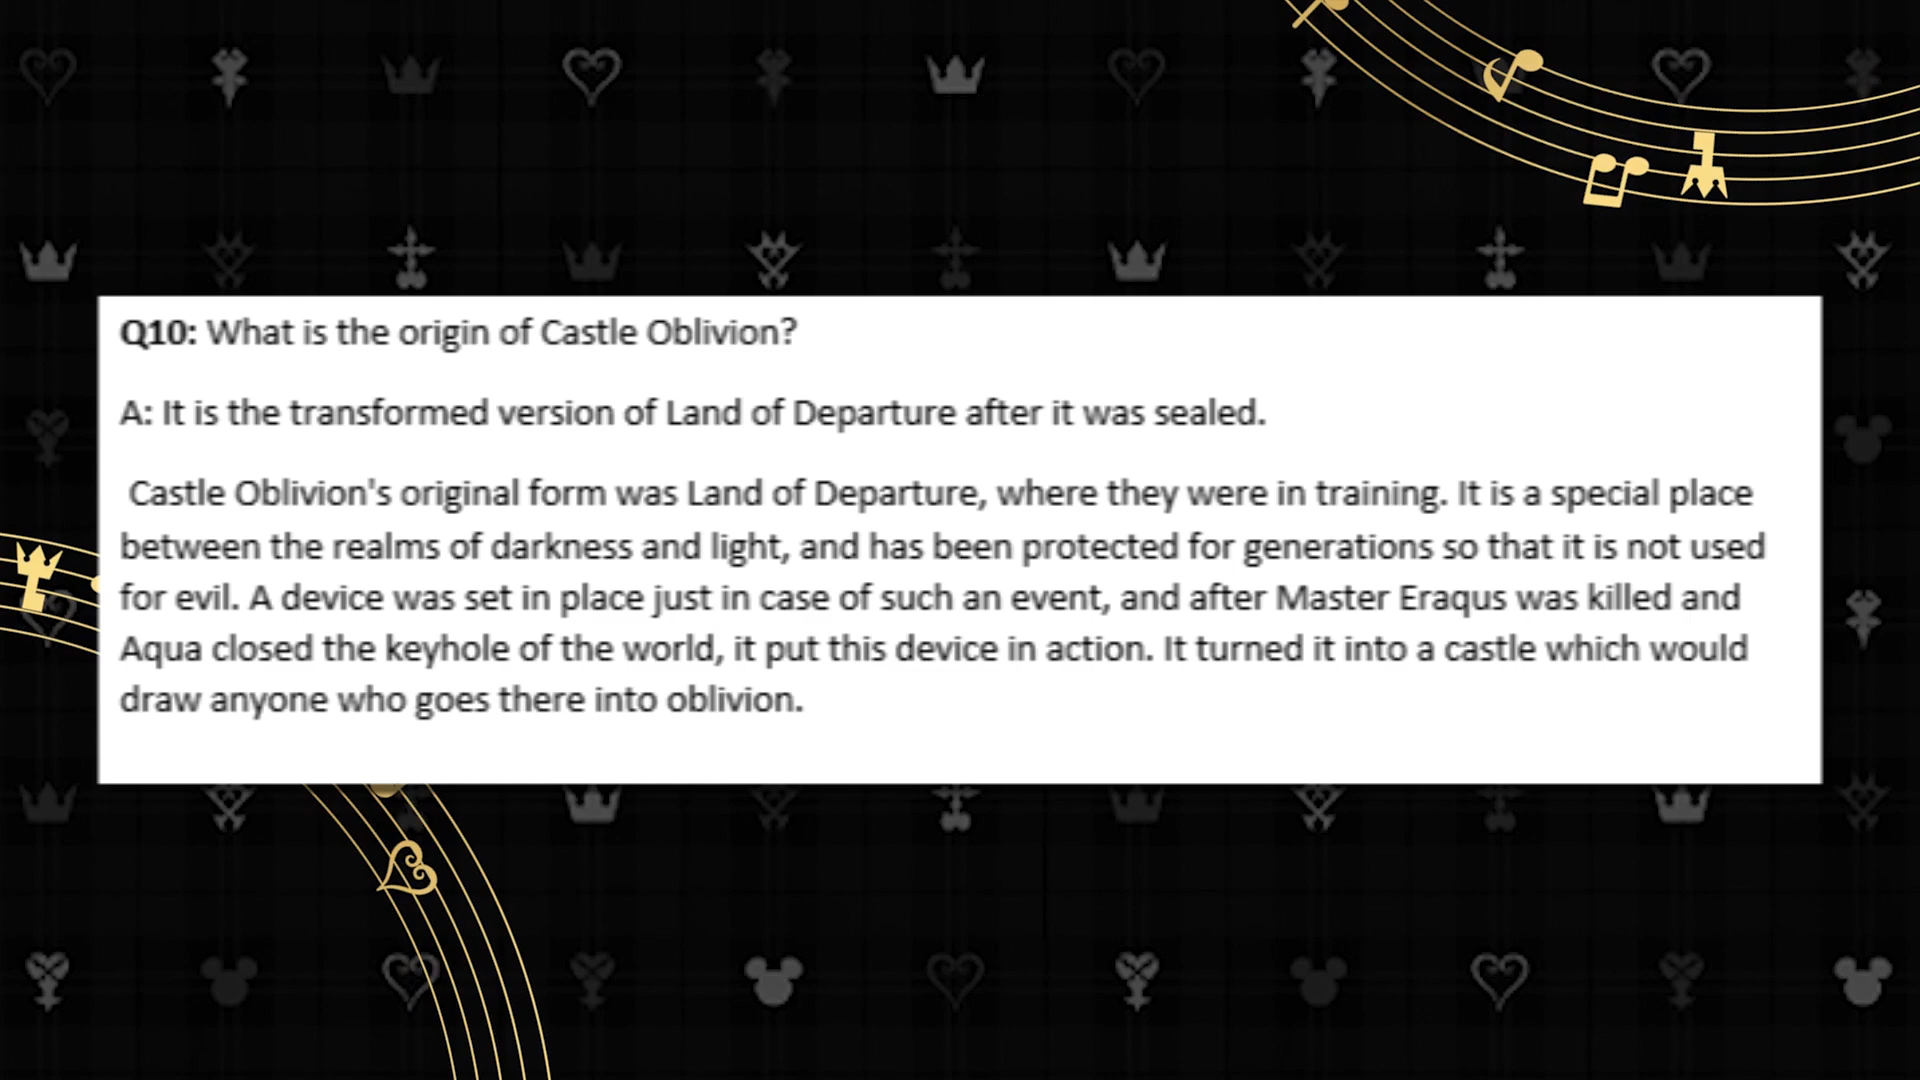 Q10: What is the origin of Castle Oblivion?
A: It is the transformed version of Land of Departure after it was sealed.
Castle Oblivion's original form was Land of Departure, where they were in training. It is a special place
between the realms of darkness and light, and has been protected for generations so that it is not used
for evil. A device was set in place just in case of such an event, and after Master Eraqus was killed and
Aqua closed the keyhole of the world, it put this device in action. It turned it into a castle which would
draw anyone who goes there into oblivion.